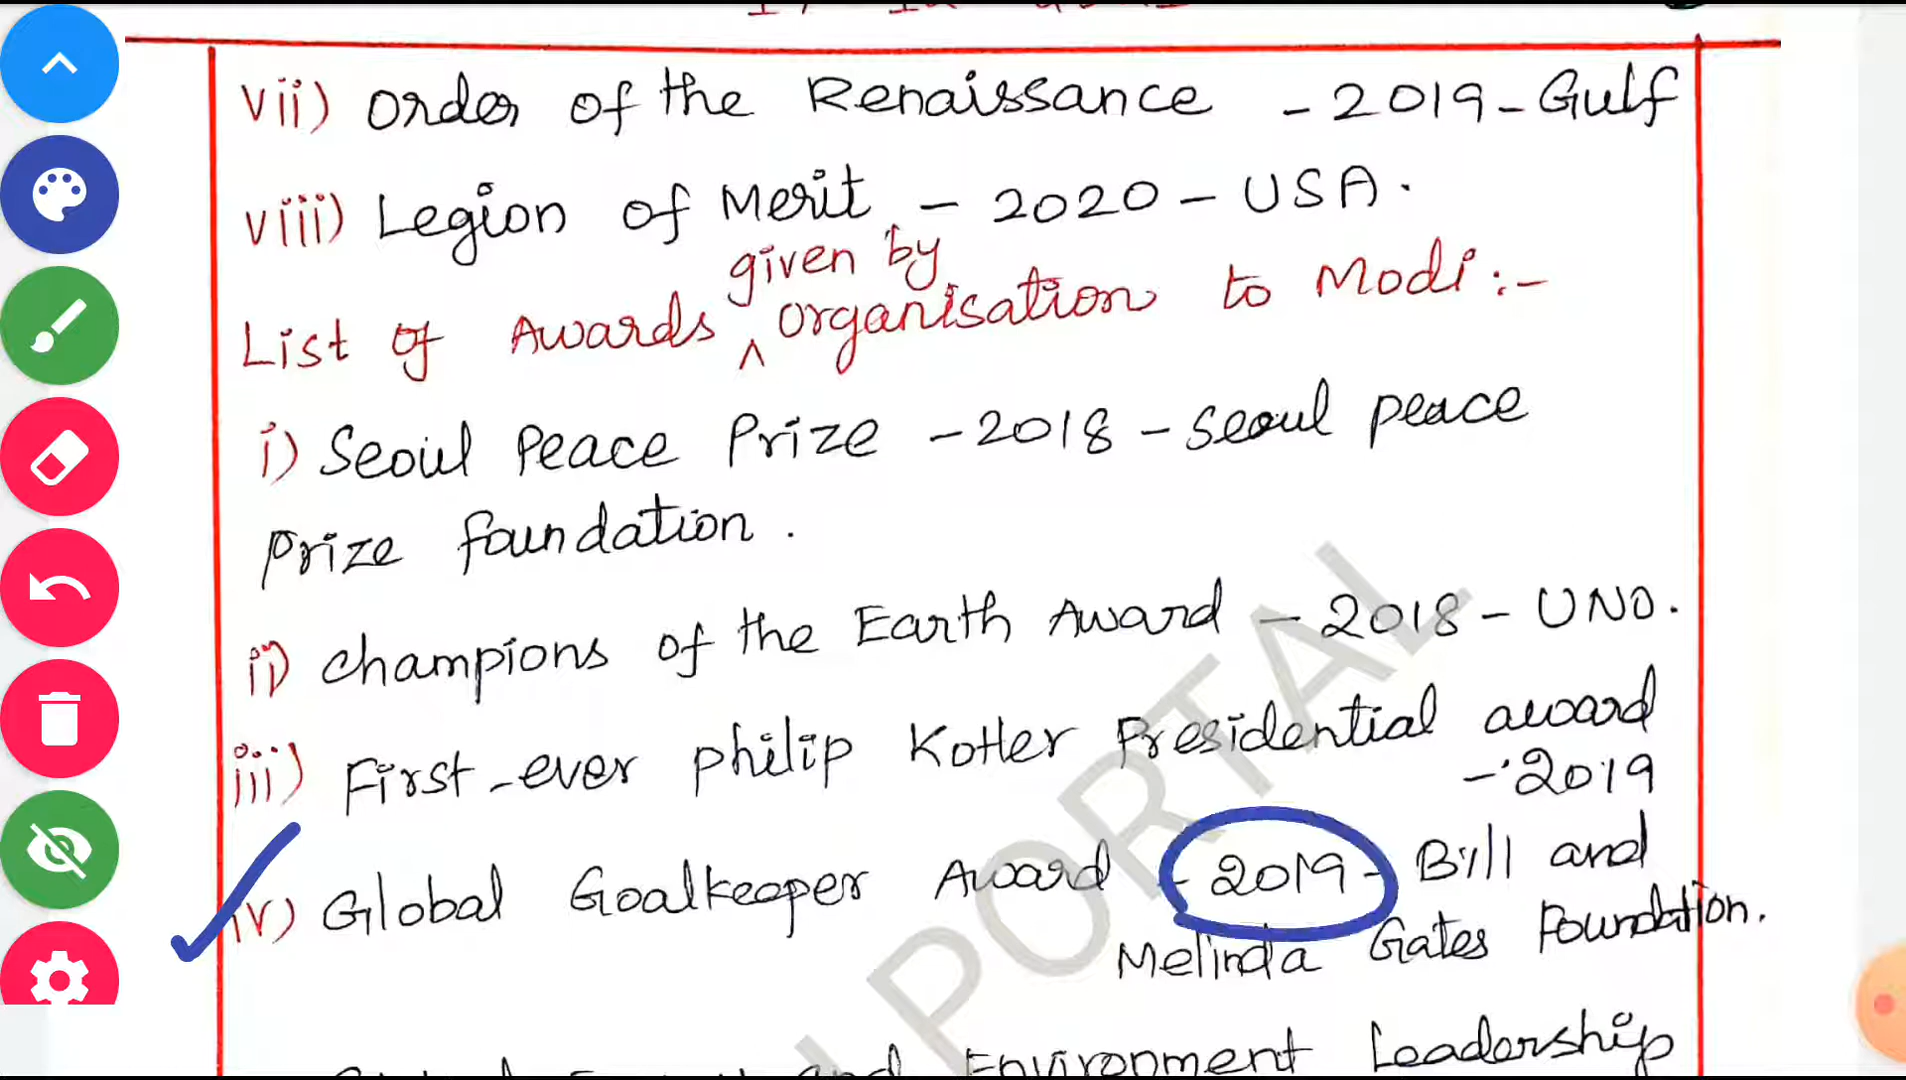 vii) Order of the Renaissance - 2019 - Gulf
viii) Legion of Merit - 2020 - USA.
given by
List of Awards ^ organisation to Modi :-
i) Seoul Peace Prize - 2018 - Seoul peace
Prize foundation.
ii) Champions of the Earth Award - 2018 - UNO.
iii) First-ever Philip Kotler Presidential award
- 2019
iv) Global Goalkeeper Award - 2019 - Bill and
Melinda Gates Foundation.
and Environment Leadership
PORTAL